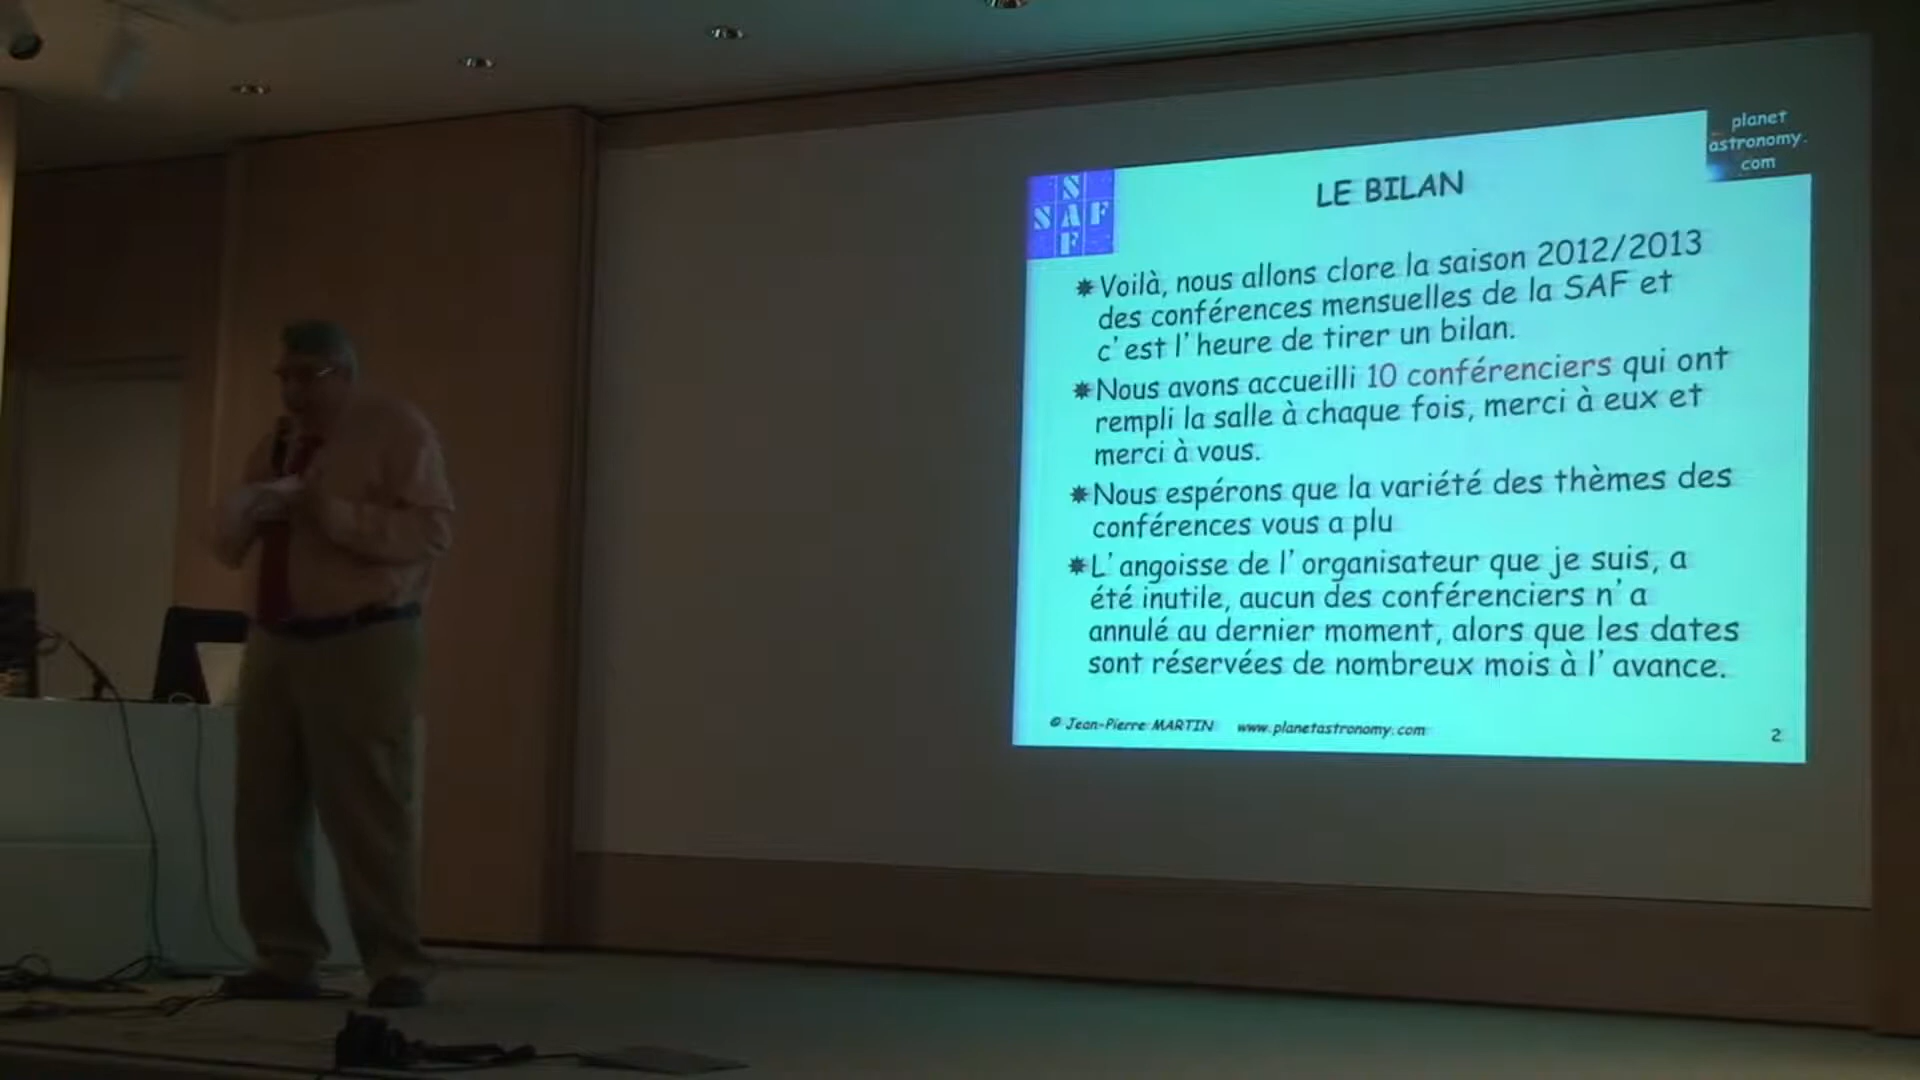 planet
astronomy.
com
S
SAF
F
LE BILAN
Voilà, nous allons clore la saison 2012/2013
des conférences mensuelles de la SAF et
c'est l'heure de tirer un bilan.
Nous avons accueilli 10 conférenciers qui ont
rempli la salle à chaque fois, merci à eux et
merci à vous.
Nous espérons que la variété des thèmes des
conférences vous a plu
L'angoisse de l'organisateur que je suis, a
été inutile, aucun des conférenciers n'a
annulé au dernier moment, alors que les dates
sont réservées de nombreux mois à l'avance.
© Jean-Pierre MARTIN www.planetastronomy.com
2